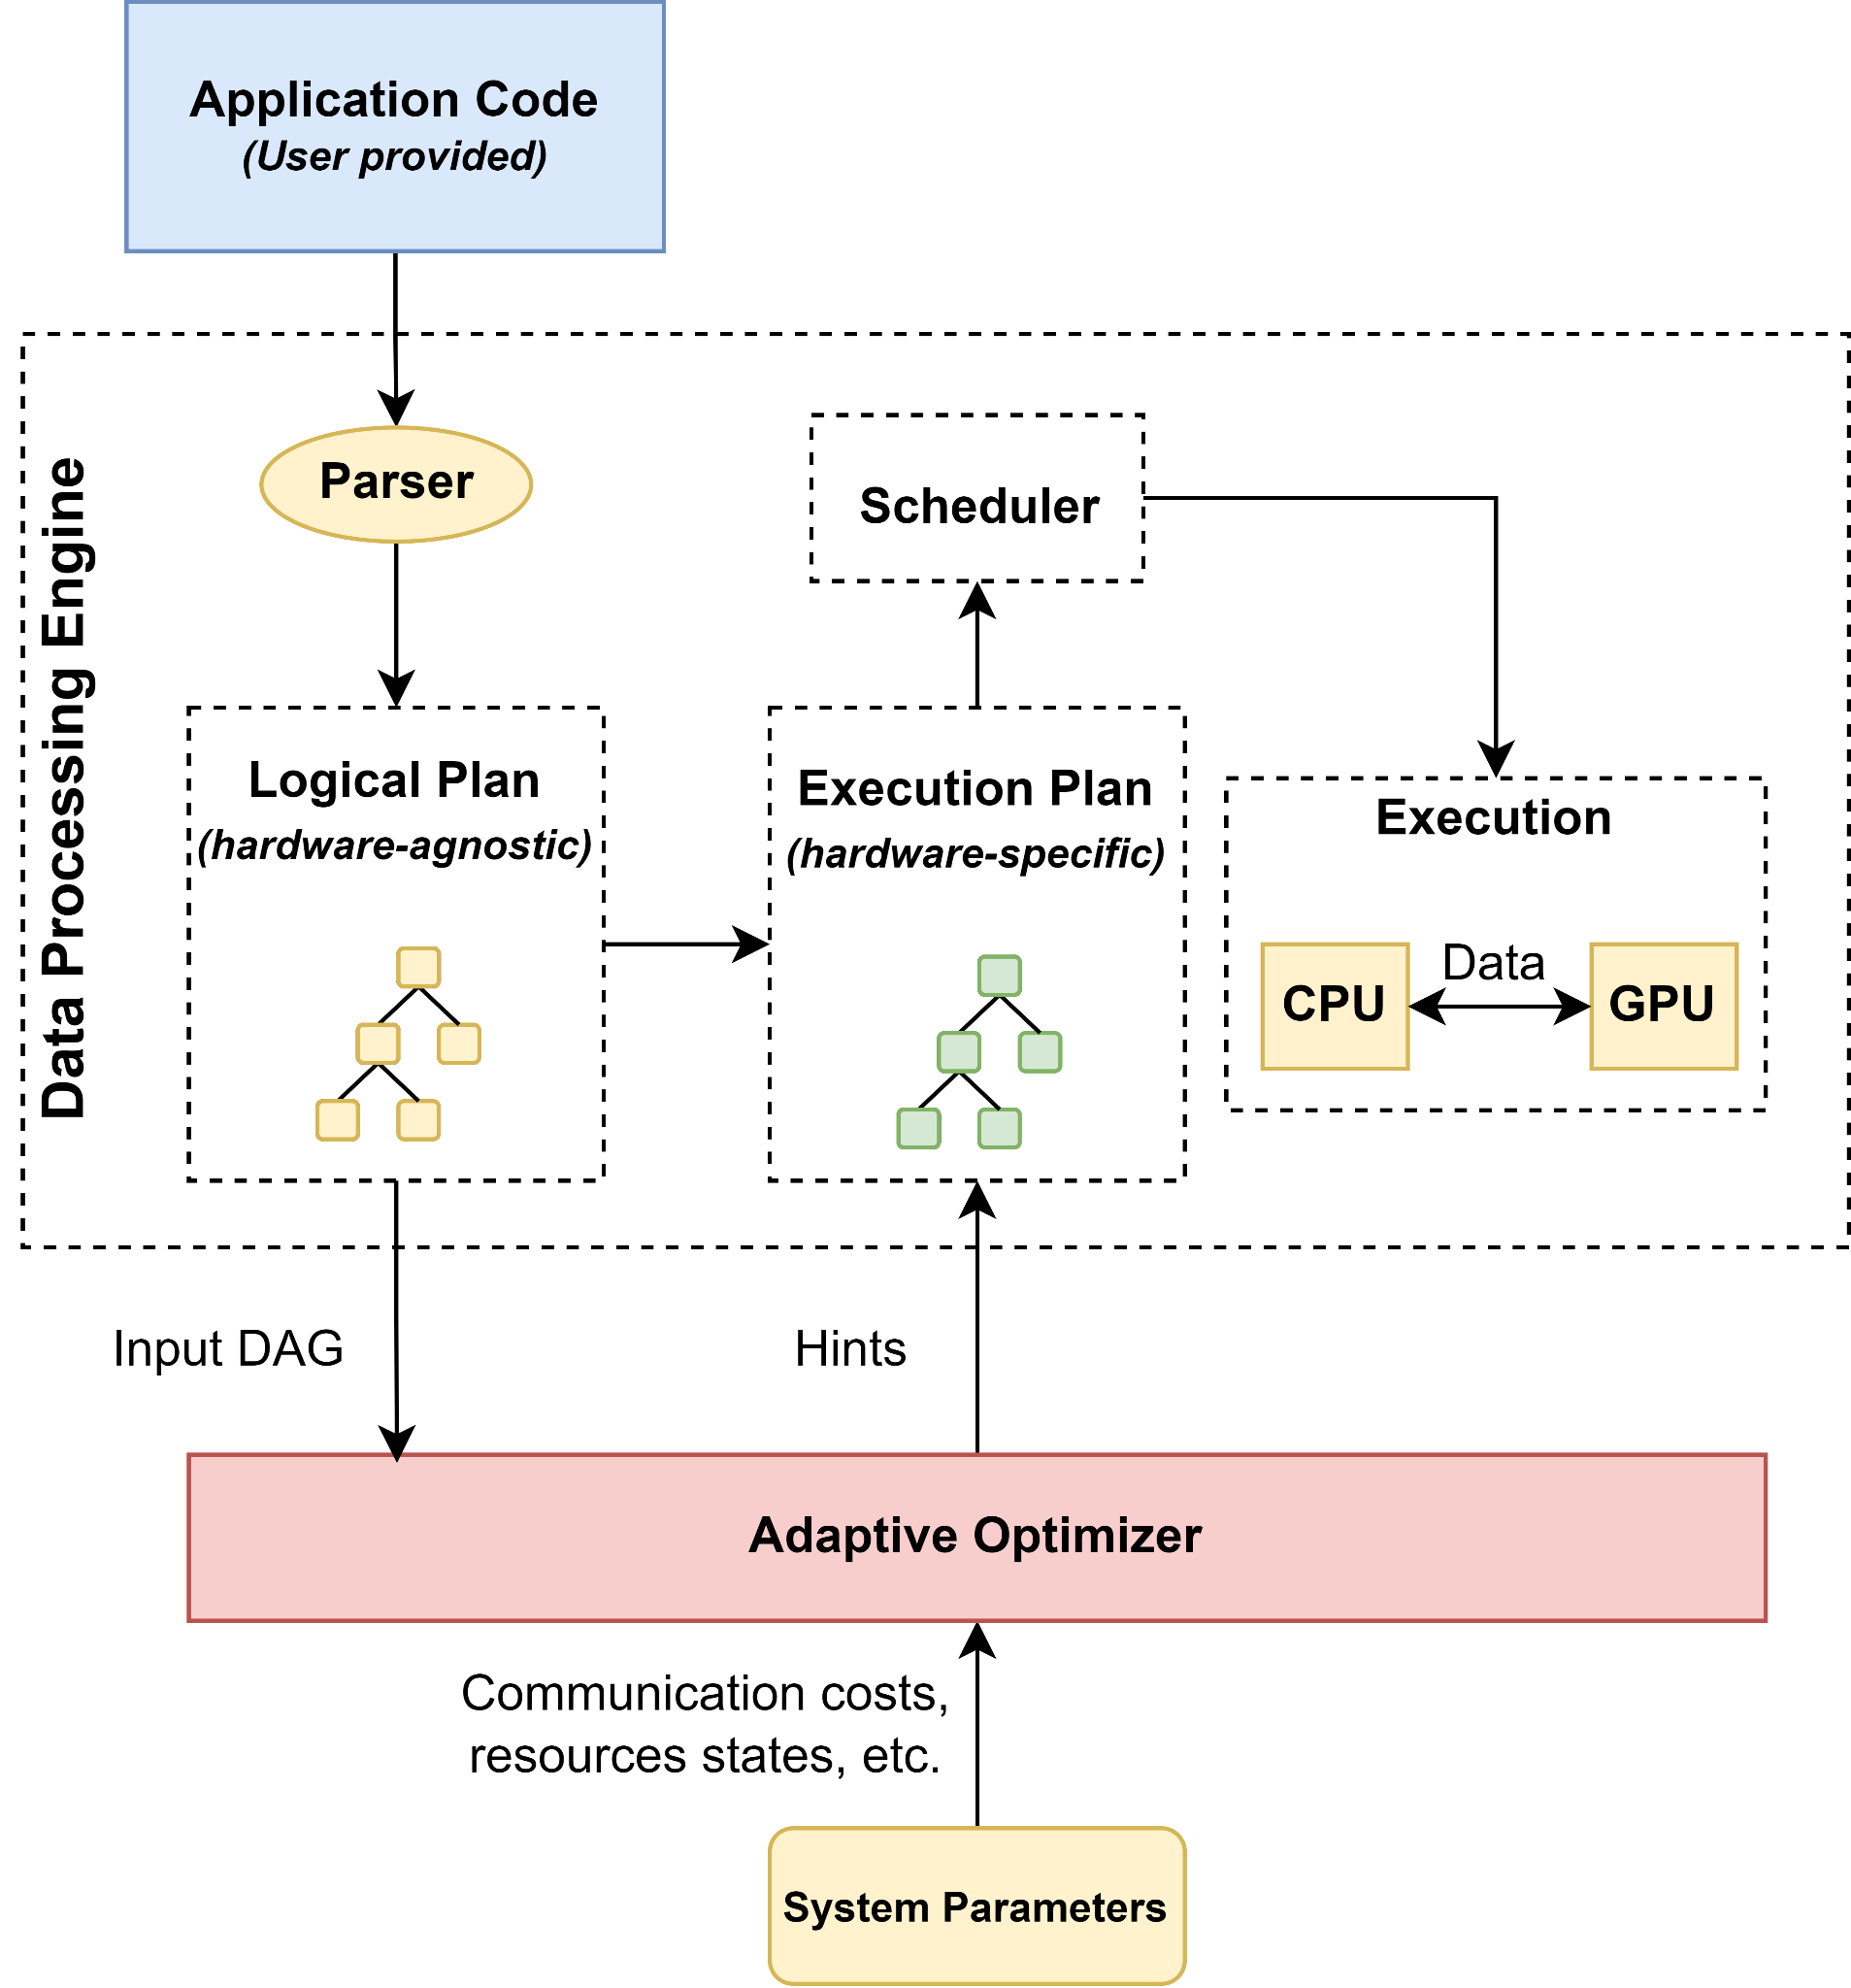 Application Code
(User provided)
Data Processing Engine
Parser
Scheduler
Logical Plan
(hardware-agnostic)
Execution Plan
(hardware-specific)
Execution
CPU
Data
GPU
Input DAG
Hints
Adaptive Optimizer
Communication costs,
resources states, etc.
System Parameters